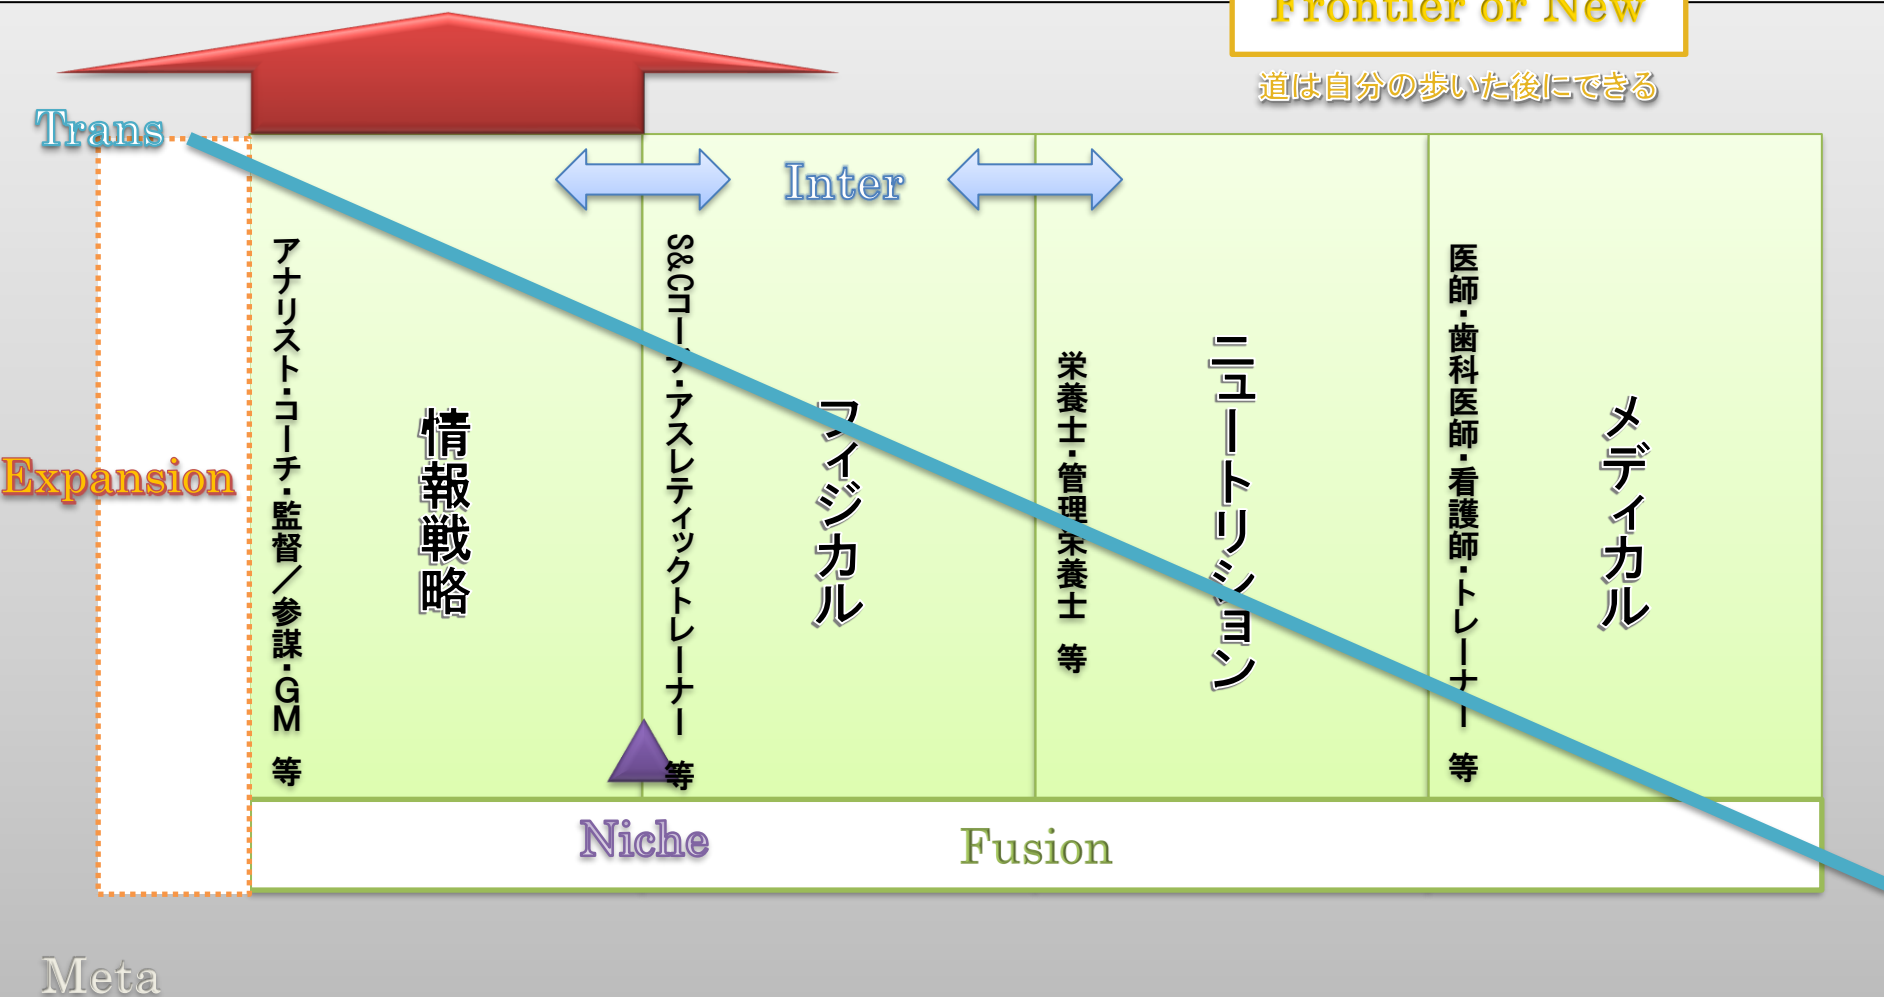 Frontier or New
道は自分の歩いた後にできる
Trans
Inter
Expansion
アナリスト・コーチ・監督／参謀・GM 等
情報戦略
S&Cコーチ・アスレティックトレーナー 等
フィジカル
栄養士・管理栄養士 等
ニュートリション
医師・歯科医師・看護師・トレーナー 等
メディカル
Niche
Fusion
Meta